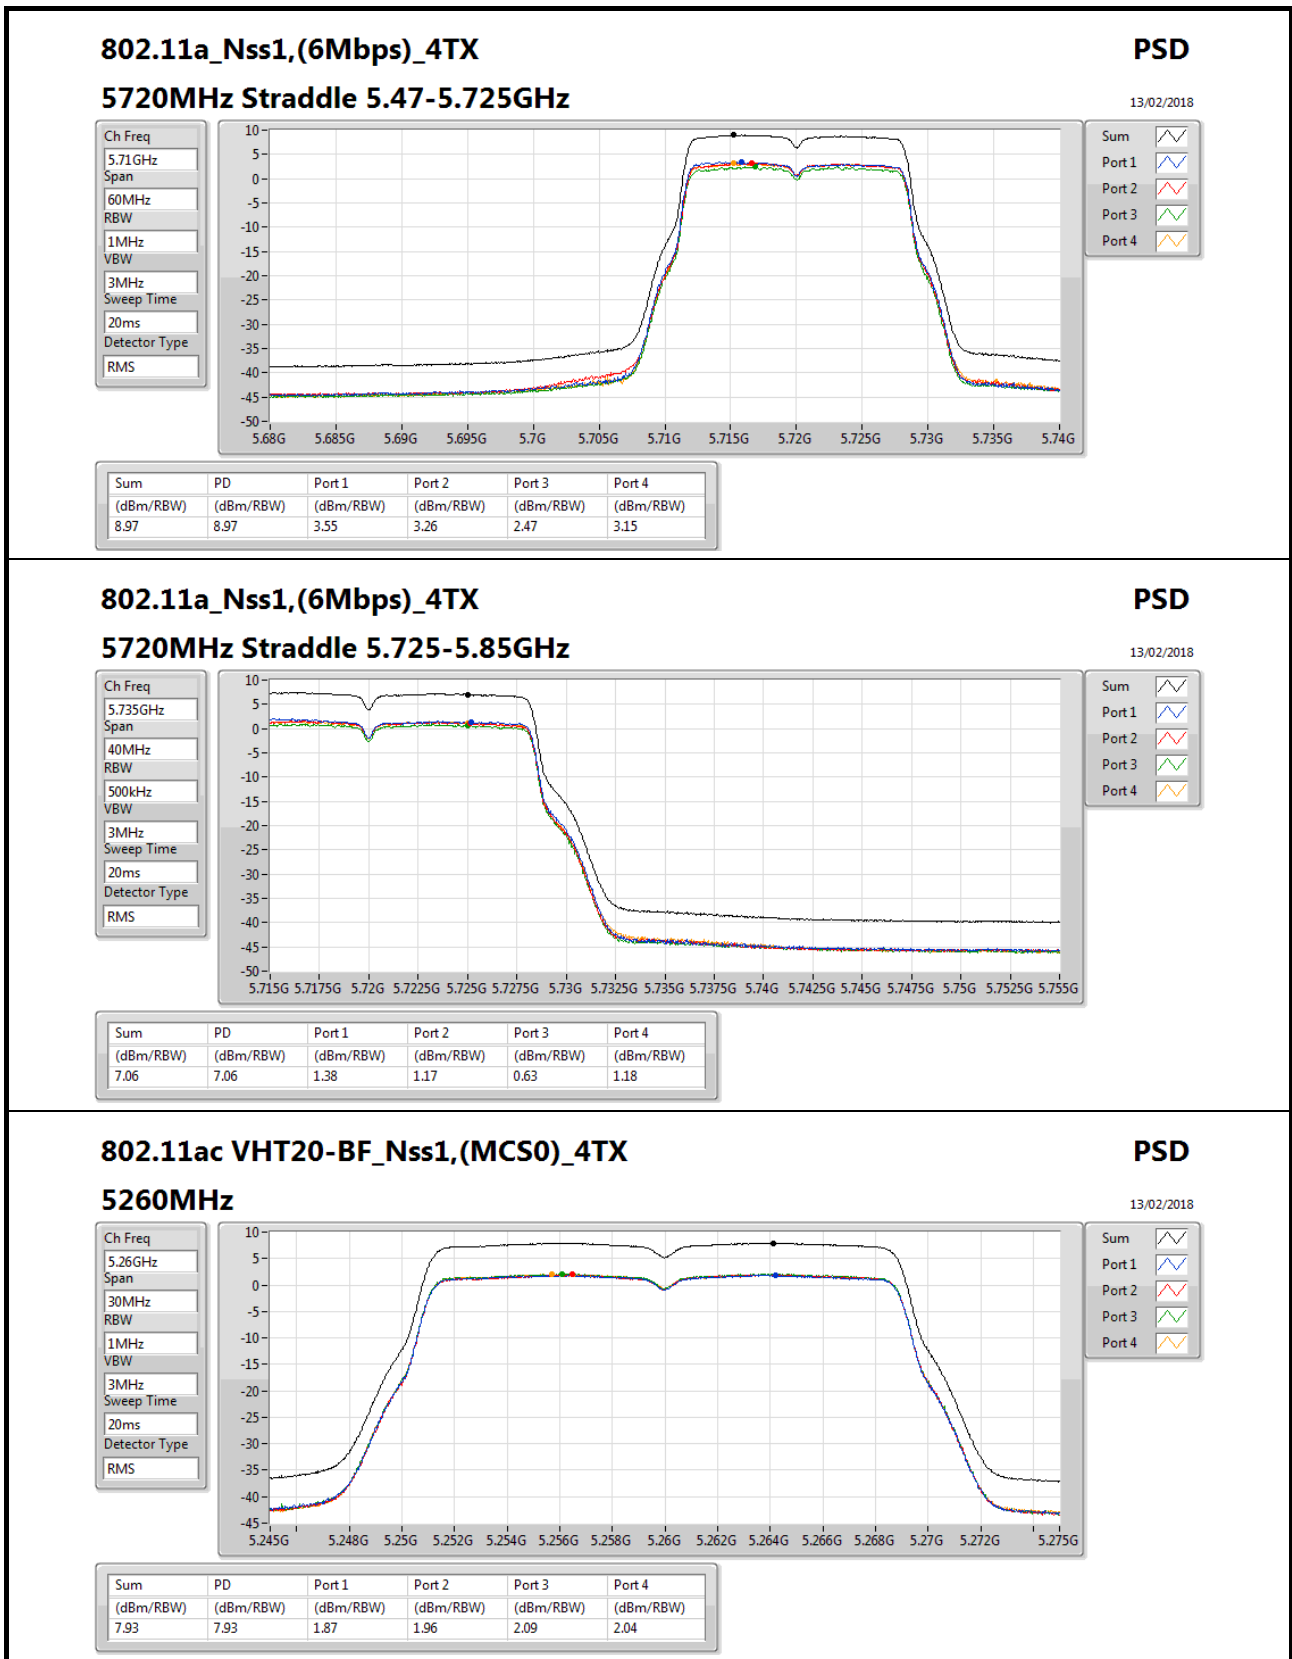 802.11a_Nss1,(6Mbps)_4TX PSD
5720MHz Straddle 5.47-5.725GHz 13/02/2018
Ch Freq
5.71GHz
Span
60MHz
RBW
1MHz
VBW
3MHz
Sweep Time
20ms
Detector Type
RMS
10
5
0
-5
-10
-15
-20
-25
-30
-35
-40
-45
-50
5.68G 5.685G 5.69G 5.695G 5.7G 5.705G 5.71G 5.715G 5.72G 5.725G 5.73G 5.735G 5.74G
Sum
Port 1
Port 2
Port 3
Port 4
Sum PD Port 1 Port 2 Port 3 Port 4
(dBm/RBW) (dBm/RBW) (dBm/RBW) (dBm/RBW) (dBm/RBW) (dBm/RBW)
8.97 8.97 3.55 3.26 2.47 3.15
802.11a_Nss1,(6Mbps)_4TX PSD
5720MHz Straddle 5.725-5.85GHz 13/02/2018
Ch Freq
5.735GHz
Span
40MHz
RBW
500kHz
VBW
3MHz
Sweep Time
20ms
Detector Type
RMS
10
5
0
-5
-10
-15
-20
-25
-30
-35
-40
-45
-50
5.715G 5.7175G 5.72G 5.7225G 5.725G 5.7275G 5.73G 5.7325G 5.735G 5.7375G 5.74G 5.7425G 5.745G 5.7475G 5.75G 5.7525G 5.755G
Sum
Port 1
Port 2
Port 3
Port 4
Sum PD Port 1 Port 2 Port 3 Port 4
(dBm/RBW) (dBm/RBW) (dBm/RBW) (dBm/RBW) (dBm/RBW) (dBm/RBW)
7.06 7.06 1.38 1.17 0.63 1.18
802.11ac VHT20-BF_Nss1,(MCS0)_4TX PSD
5260MHz 13/02/2018
Ch Freq
5.26GHz
Span
30MHz
RBW
1MHz
VBW
3MHz
Sweep Time
20ms
Detector Type
RMS
10
5
0
-5
-10
-15
-20
-25
-30
-35
-40
-45
5.245G 5.248G 5.25G 5.252G 5.254G 5.256G 5.258G 5.26G 5.262G 5.264G 5.266G 5.268G 5.27G 5.272G 5.275G
Sum
Port 1
Port 2
Port 3
Port 4
Sum PD Port 1 Port 2 Port 3 Port 4
(dBm/RBW) (dBm/RBW) (dBm/RBW) (dBm/RBW) (dBm/RBW) (dBm/RBW)
7.93 7.93 1.87 1.96 2.09 2.04